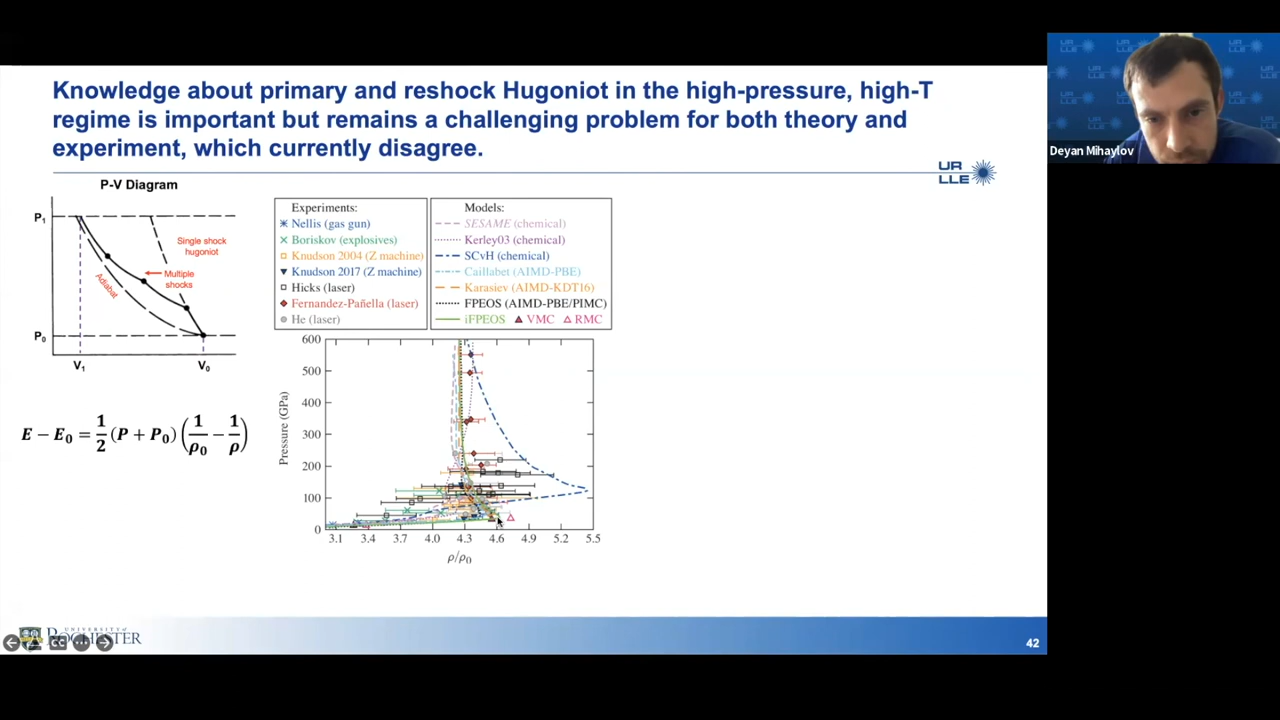 Knowledge about primary and reshock Hugoniot in the high-pressure, high-T
regime is important but remains a challenging problem for both theory and
experiment, which currently disagree.
UR
LLE
P-V Diagram
P₁
P₀
V₁
V₀
Single shock
hugoniot
Multiple
shocks
Adiabat
E − E₀ = 1/2 (P + P₀) (1/ρ₀ − 1/ρ)
Experiments:
Nellis (gas gun)
Boriskov (explosives)
Knudson 2004 (Z machine)
Knudson 2017 (Z machine)
Hicks (laser)
Fernandez-Pañella (laser)
He (laser)
Models:
SESAME (chemical)
Kerley03 (chemical)
SCvH (chemical)
Caillabet (AIMD-PBE)
Karasiev (AIMD-KDT16)
FPEOS (AIMD-PBE/PIMC)
iFPEOS VMC RMC
Pressure (GPa)
600
500
400
300
200
100
0
3.1 3.4 3.7 4.0 4.3 4.6 4.9 5.2 5.5
ρ/ρ₀
UNIVERSITY of
ROCHESTER
CC
42
UR
LLE
Deyan Mihaylov